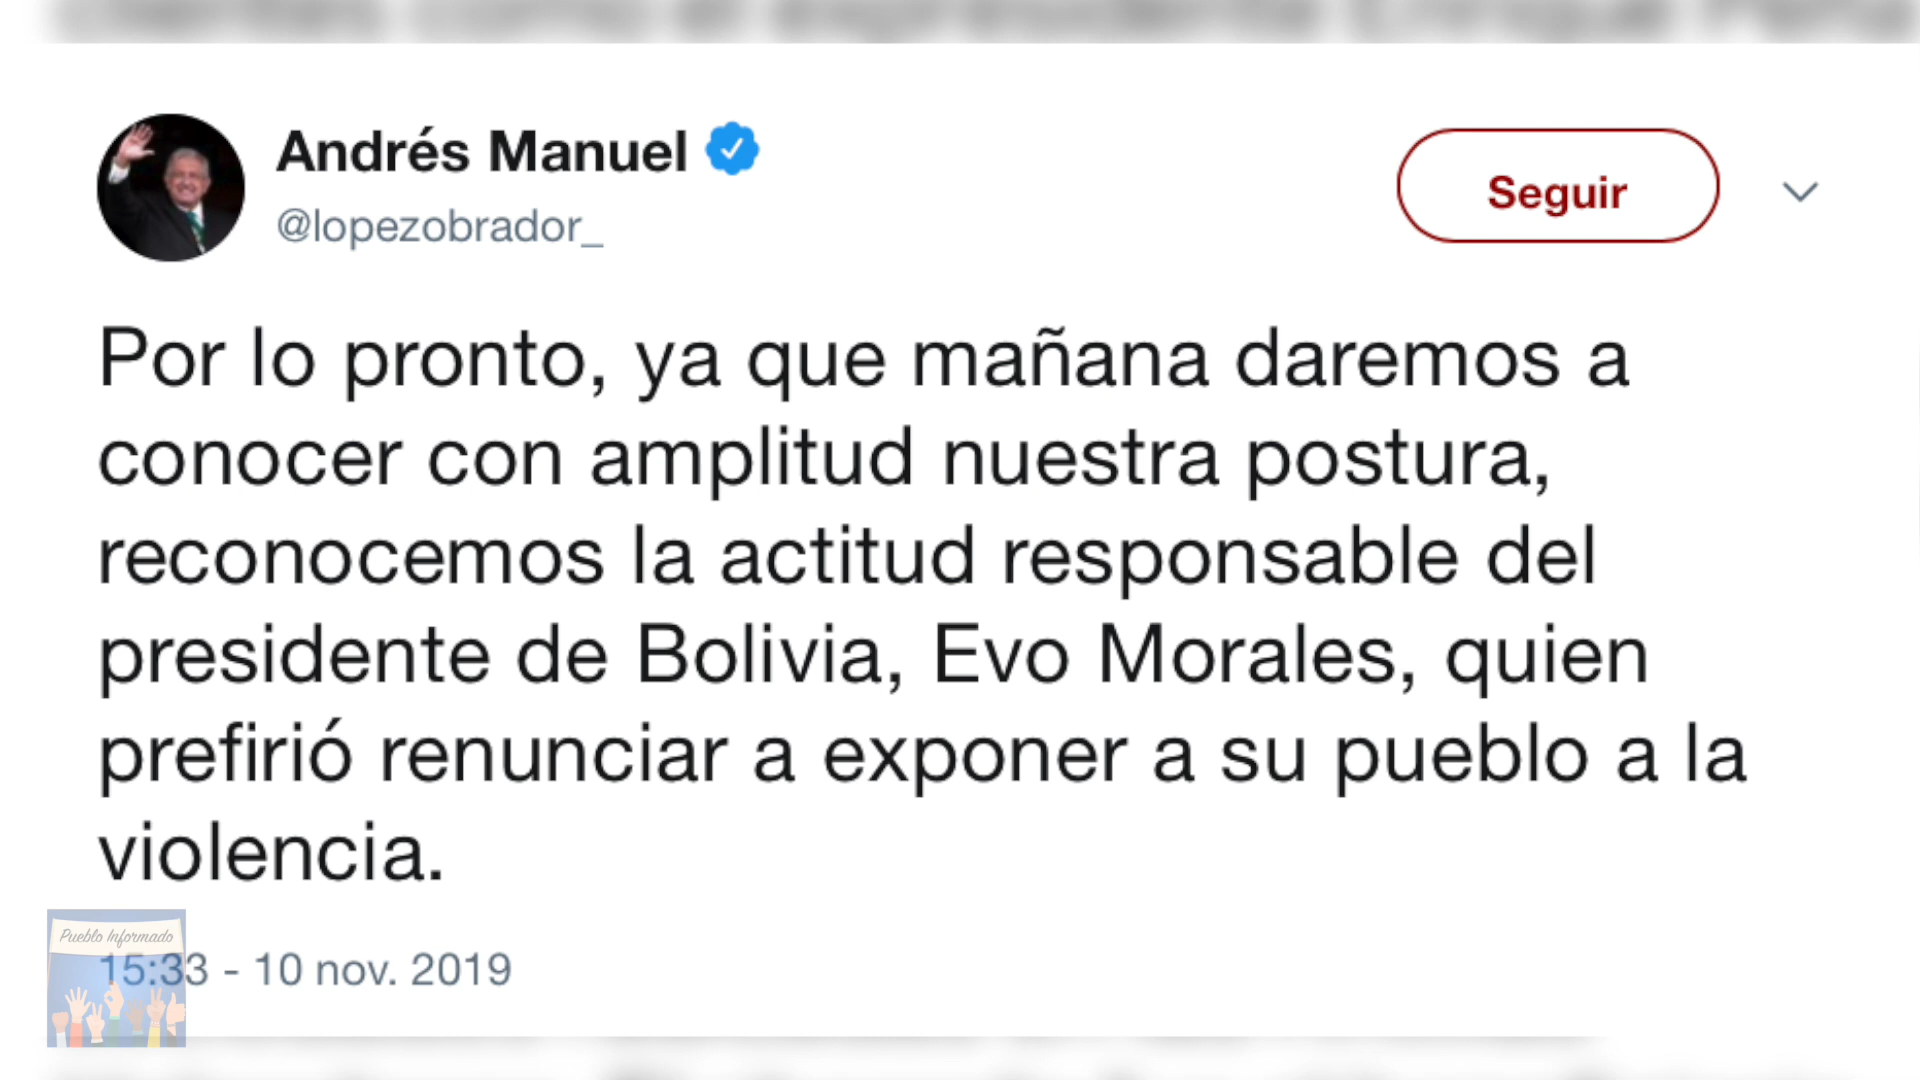 Andrés Manuel
@lopezobrador_
Seguir
Por lo pronto, ya que mañana daremos a
conocer con amplitud nuestra postura,
reconocemos la actitud responsable del
presidente de Bolivia, Evo Morales, quien
prefirió renunciar a exponer a su pueblo a la
violencia.
Pueblo Informado
15:33 - 10 nov. 2019